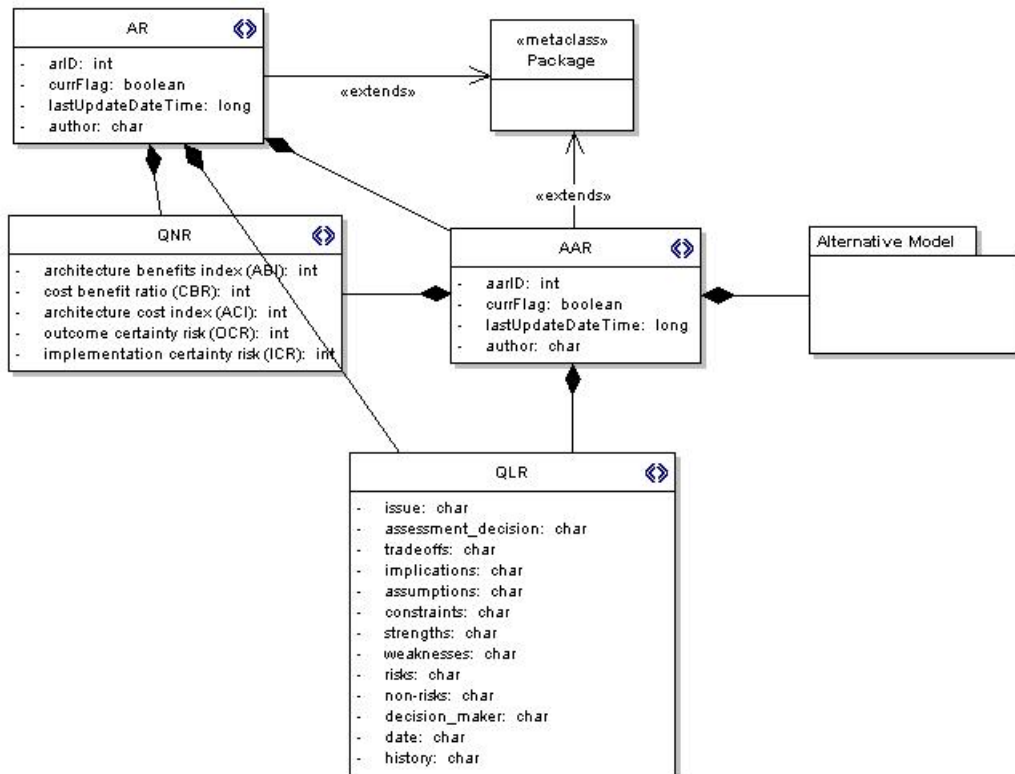 AR
- arID: int
- currFlag: boolean
- lastUpdateDateTime: long
- author: char
«metaclass»
Package
«extends»
«extends»
QNR
- architecture benefits index (ABI): int
- cost benefit ratio (CBR): int
- architecture cost index (ACI): int
- outcome certainty risk (OCR): int
- implementation certainty risk (ICR): int
AAR
- aarID: int
- currFlag: boolean
- lastUpdateDateTime: long
- author: char
Alternative Model
QLR
- issue: char
- assessment_decision: char
- tradeoffs: char
- implications: char
- assumptions: char
- constraints: char
- strengths: char
- weaknesses: char
- risks: char
- non-risks: char
- decision_maker: char
- date: char
- history: char